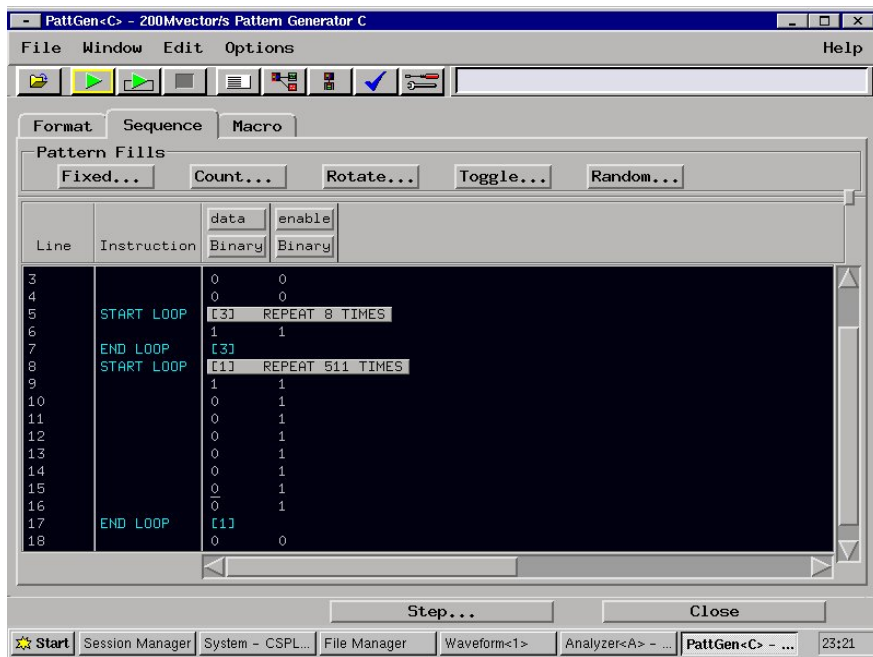 PattGen<C> - 200Mvector/s Pattern Generator C
File Window Edit Options Help
Format Sequence Macro
Pattern Fills
Fixed... Count... Rotate... Toggle... Random...
data enable
Line Instruction Binary Binary
3 0 0
4 0 0
5 START LOOP [3] REPEAT 8 TIMES
6 1 1
7 END LOOP [3]
8 START LOOP [1] REPEAT 511 TIMES
9 1 1
10 0 1
11 0 1
12 0 1
13 0 1
14 0 1
15 0 1
16 0 1
17 END LOOP [1]
18 0 0
Step... Close
Start Session Manager System - CSPL... File Manager Waveform<1> Analyzer<A> - ... PattGen<C> - ... 23:21